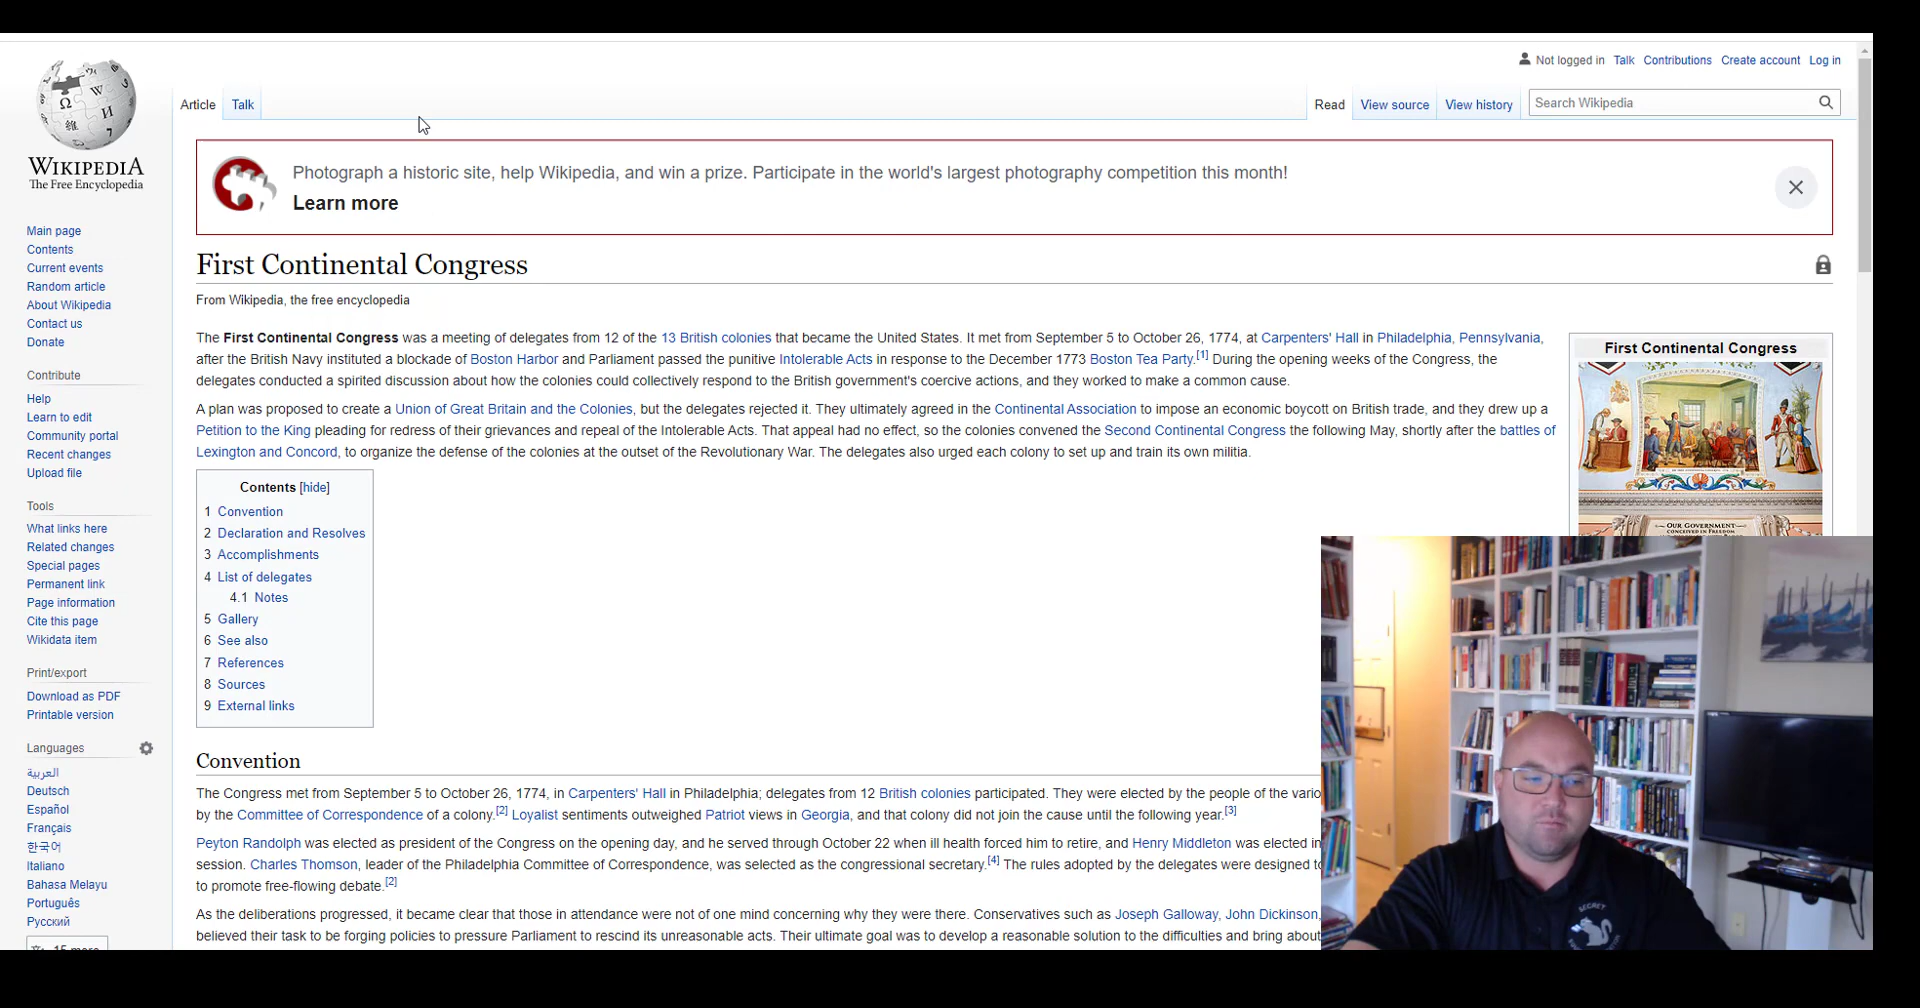 Not logged in Talk Contributions Create account Log in
Article Talk
Read View source View history Search Wikipedia
WIKIPEDIA
The Free Encyclopedia
Main page
Contents
Current events
Random article
About Wikipedia
Contact us
Donate
Contribute
Help
Learn to edit
Community portal
Recent changes
Upload file
Tools
What links here
Related changes
Special pages
Permanent link
Page information
Cite this page
Wikidata item
Print/export
Download as PDF
Printable version
Languages
العربية
Deutsch
Español
Français
한국어
Italiano
Bahasa Melayu
Português
Русский
15 more
Photograph a historic site, help Wikipedia, and win a prize. Participate in the world's largest photography competition this month!
Learn more
First Continental Congress
From Wikipedia, the free encyclopedia
The First Continental Congress was a meeting of delegates from 12 of the 13 British colonies that became the United States. It met from September 5 to October 26, 1774, at Carpenters' Hall in Philadelphia, Pennsylvania,
after the British Navy instituted a blockade of Boston Harbor and Parliament passed the punitive Intolerable Acts in response to the December 1773 Boston Tea Party.[1] During the opening weeks of the Congress, the
delegates conducted a spirited discussion about how the colonies could collectively respond to the British government's coercive actions, and they worked to make a common cause.
A plan was proposed to create a Union of Great Britain and the Colonies, but the delegates rejected it. They ultimately agreed in the Continental Association to impose an economic boycott on British trade, and they drew up a
Petition to the King pleading for redress of their grievances and repeal of the Intolerable Acts. That appeal had no effect, so the colonies convened the Second Continental Congress the following May, shortly after the battles of
Lexington and Concord, to organize the defense of the colonies at the outset of the Revolutionary War. The delegates also urged each colony to set up and train its own militia.
First Continental Congress
OUR GOVERNMENT
CONCEIVED IN FREEDOM
Contents [hide]
1 Convention
2 Declaration and Resolves
3 Accomplishments
4 List of delegates
4.1 Notes
5 Gallery
6 See also
7 References
8 Sources
9 External links
Convention
The Congress met from September 5 to October 26, 1774, in Carpenters' Hall in Philadelphia; delegates from 12 British colonies participated. They were elected by the people of the vario
by the Committee of Correspondence of a colony.[2] Loyalist sentiments outweighed Patriot views in Georgia, and that colony did not join the cause until the following year.[3]
Peyton Randolph was elected as president of the Congress on the opening day, and he served through October 22 when ill health forced him to retire, and Henry Middleton was elected in
session. Charles Thomson, leader of the Philadelphia Committee of Correspondence, was selected as the congressional secretary.[4] The rules adopted by the delegates were designed to
to promote free-flowing debate.[2]
As the deliberations progressed, it became clear that those in attendance were not of one mind concerning why they were there. Conservatives such as Joseph Galloway, John Dickinson,
believed their task to be forging policies to pressure Parliament to rescind its unreasonable acts. Their ultimate goal was to develop a reasonable solution to the difficulties and bring about
SECRET